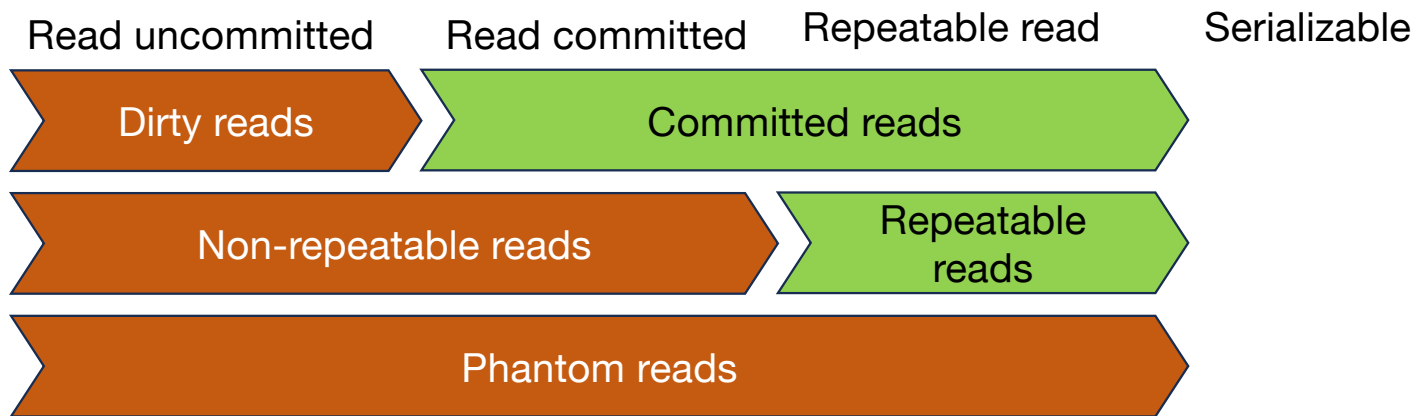 Read uncommitted Read committed Repeatable read Serializable
Dirty reads Committed reads
Non-repeatable reads Repeatable
reads
Phantom reads